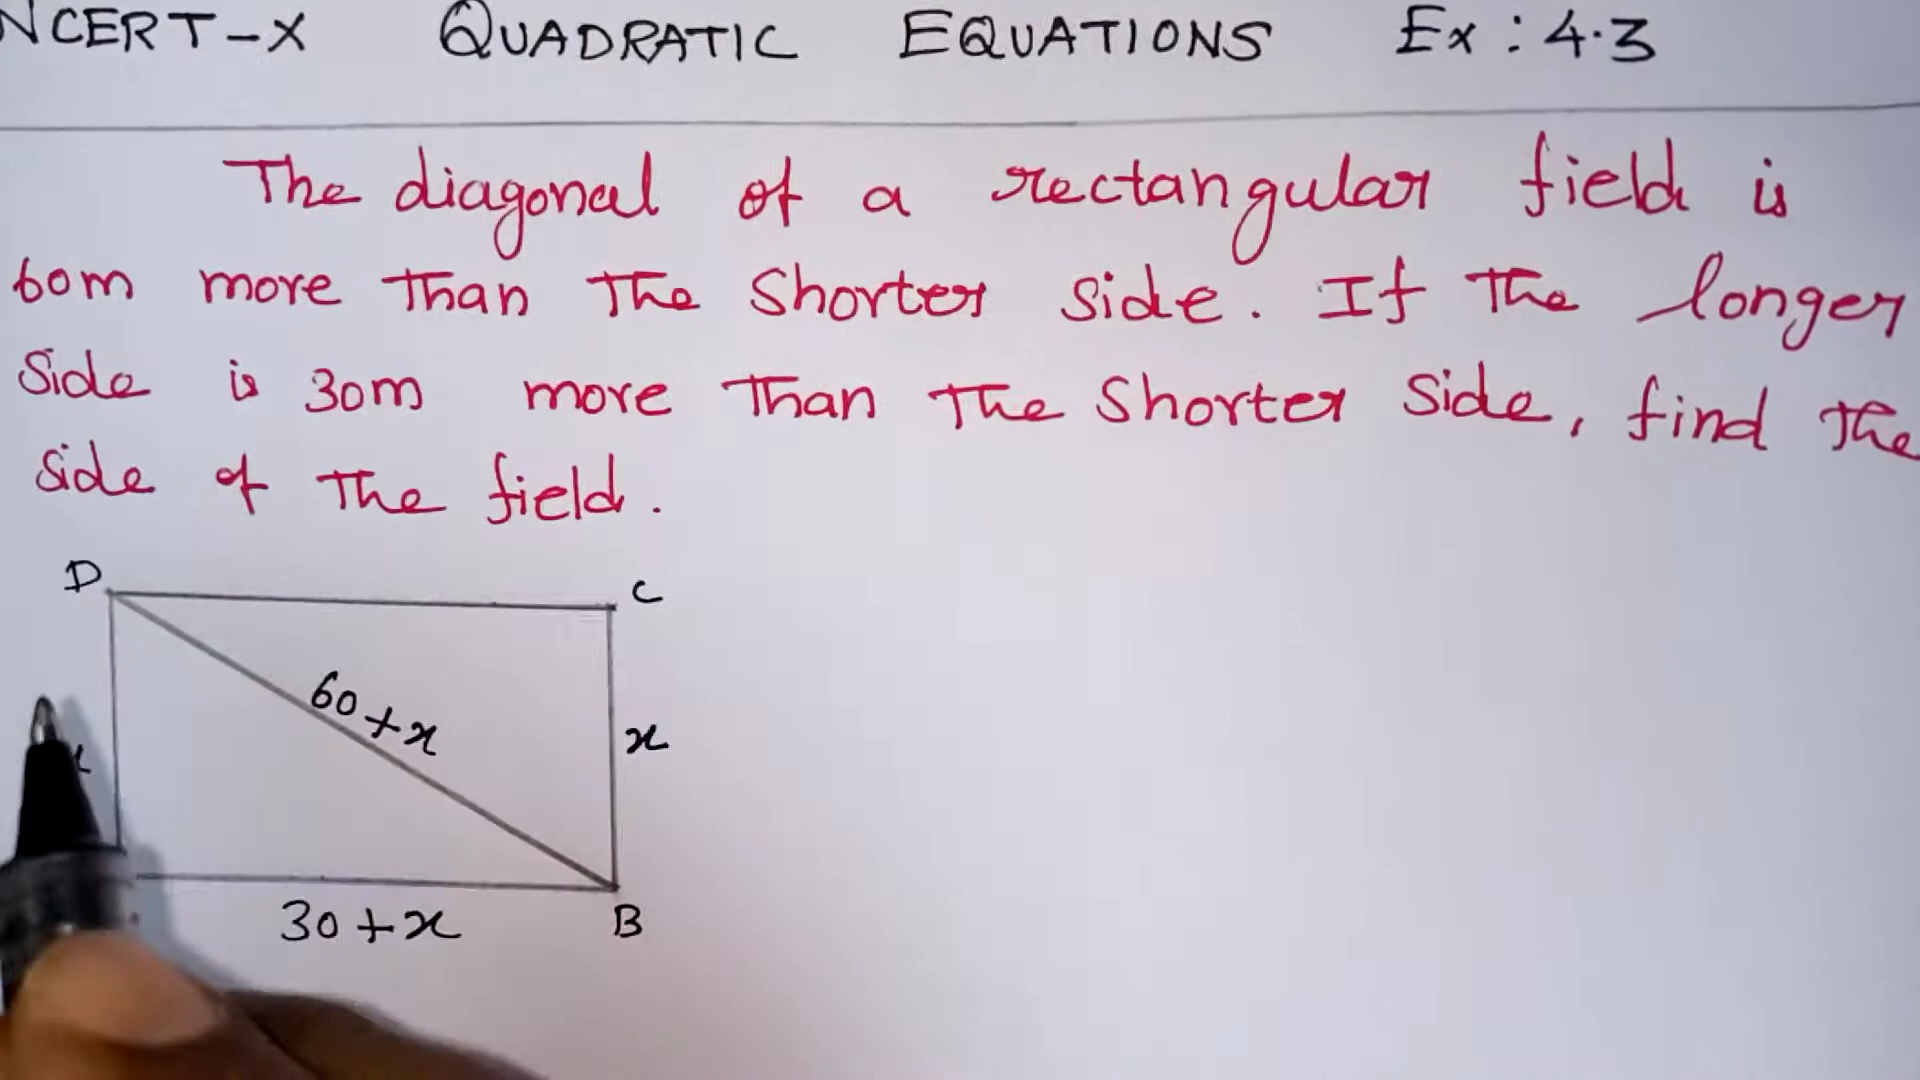 NCERT-X QUADRATIC EQUATIONS Ex: 4.3
The diagonal of a rectangular field is
60m more than the shorter side. If the longer
side is 30m more than the shorter side, find the
side of the field.
D
C
60+x
x
30+x
B